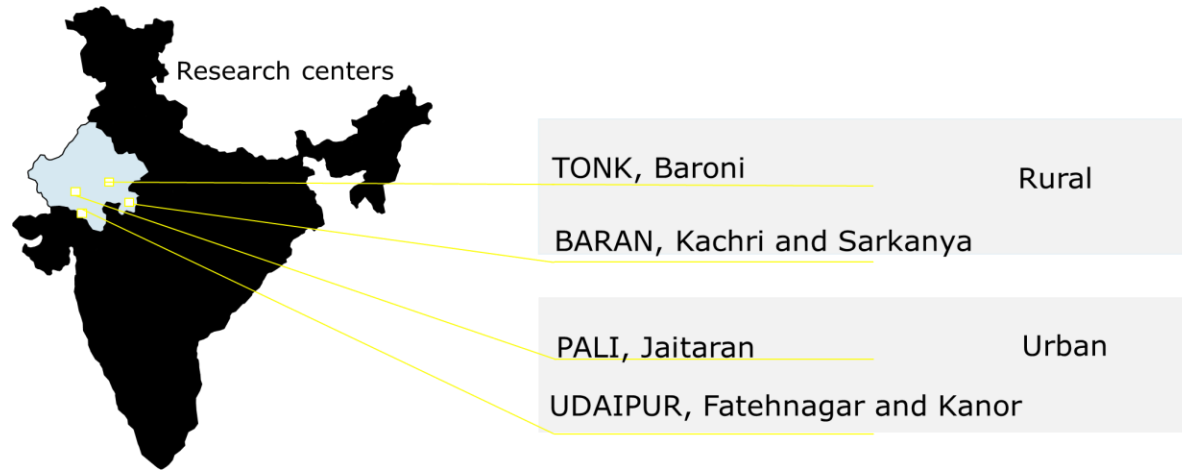 Research centers
TONK, Baroni
Rural
BARAN, Kachri and Sarkanya
PALI, Jaitaran
Urban
UDAIPUR, Fatehnagar and Kanor